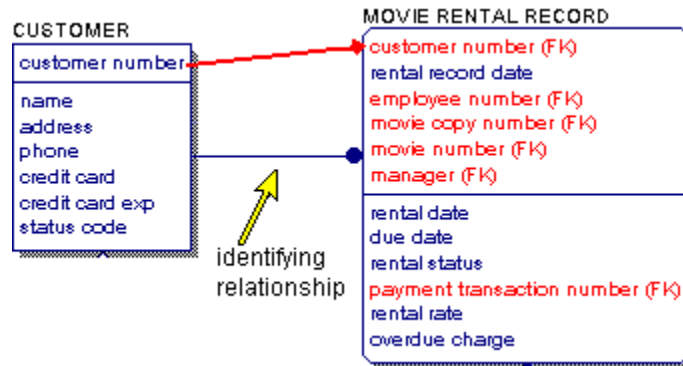 CUSTOMER
customer number
name
address
phone
credit card
credit card exp
status code
identifying
relationship
MOVIE RENTAL RECORD
customer number (FK)
rental record date
employee number (FK)
movie copy number (FK)
movie number (FK)
manager (FK)
rental date
due date
rental status
payment transaction number (FK)
rental rate
overdue charge